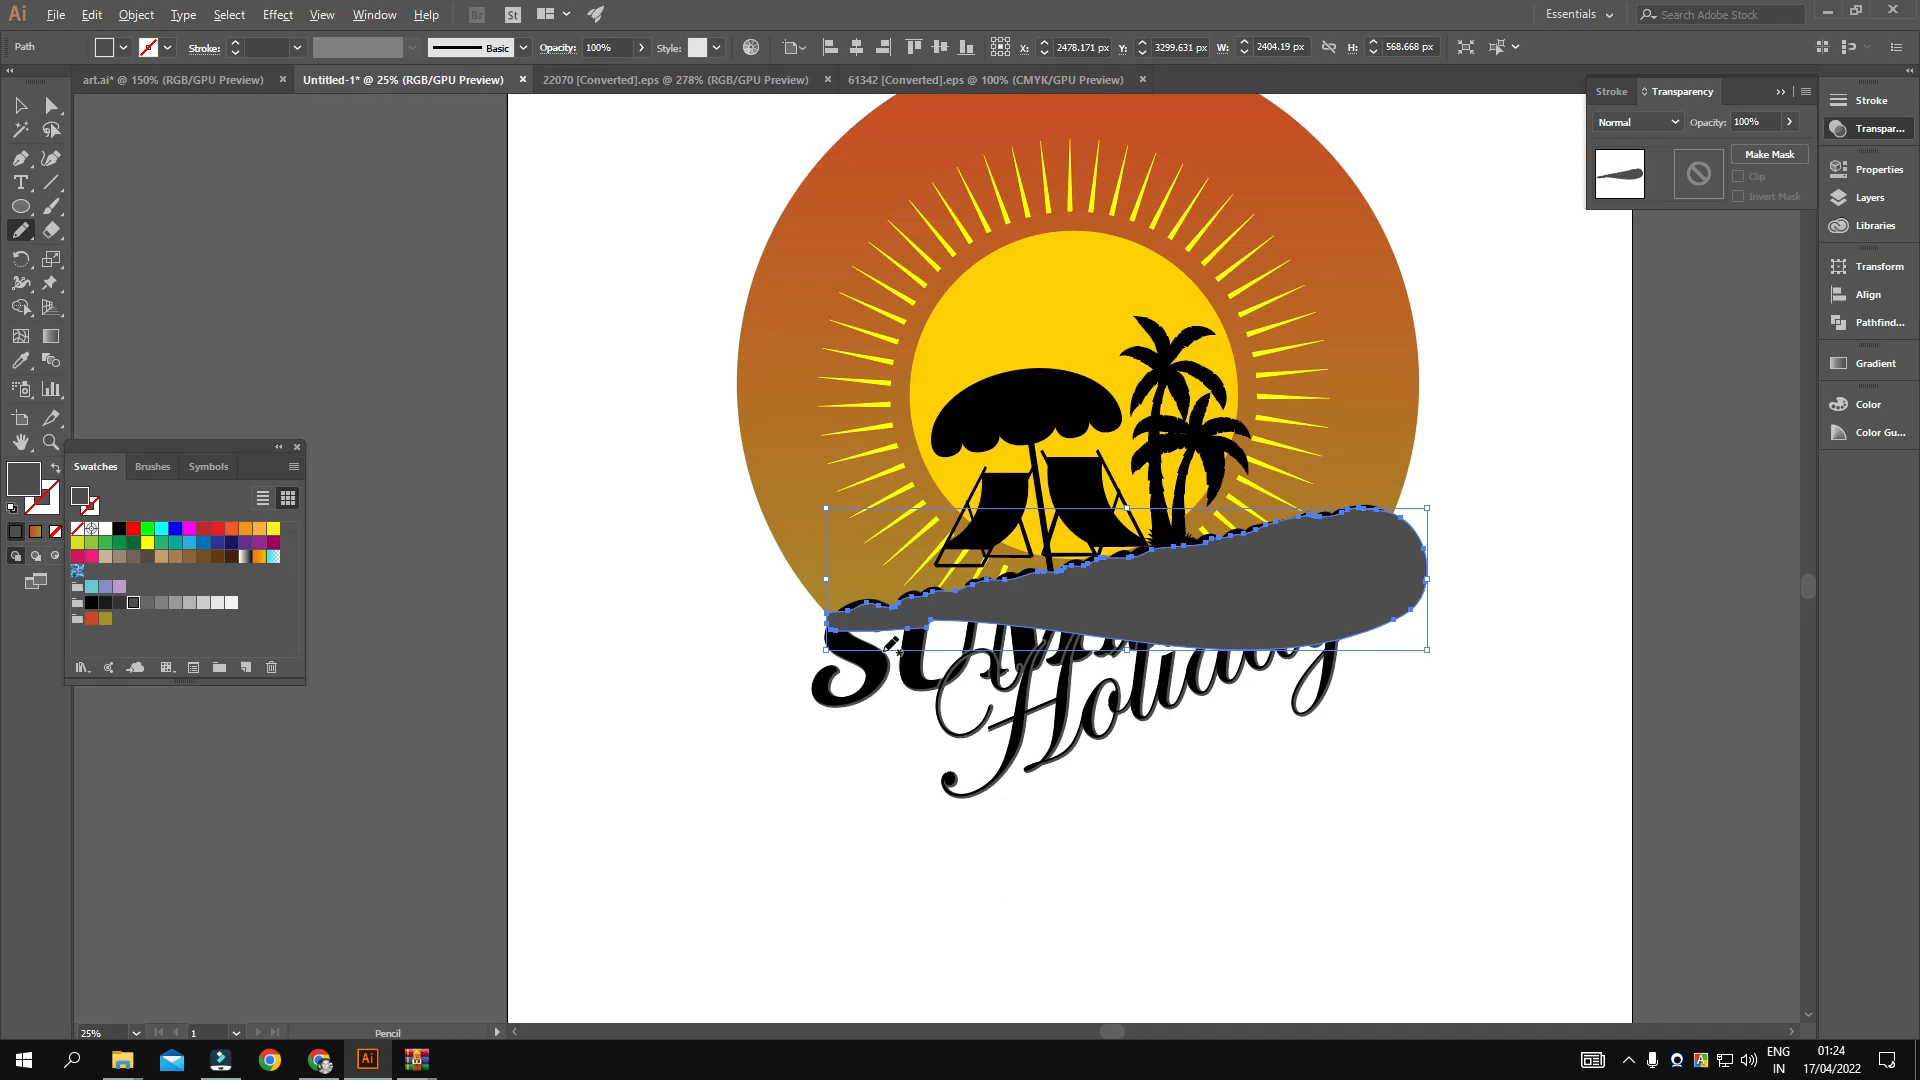 Ai File Edit Object Type Select Effect View Window Help Br St Essentials Search Adobe Stock
Path Stroke: Basic Opacity: 100% Style: X: 2478.171 px Y: 3299.631 px W: 2404.19 px H: 568.668 px
art.ai* @ 150% (RGB/GPU Preview) Untitled-1* @ 25% (RGB/GPU Preview) 22070 [Converted].eps @ 278% (RGB/GPU Preview) 61342 [Converted].eps @ 100% (CMYK/GPU Preview)
Stroke Transparency
Normal Opacity: 100%
Make Mask
Clip
Invert Mask
Stroke
Transpar...
Properties
Layers
Libraries
Transform
Align
Pathfind...
Gradient
Color
Color Gu...
Swatches Brushes Symbols
Holiday
25% 1 Pencil
Ai
ENG
IN
01:24
17/04/2022